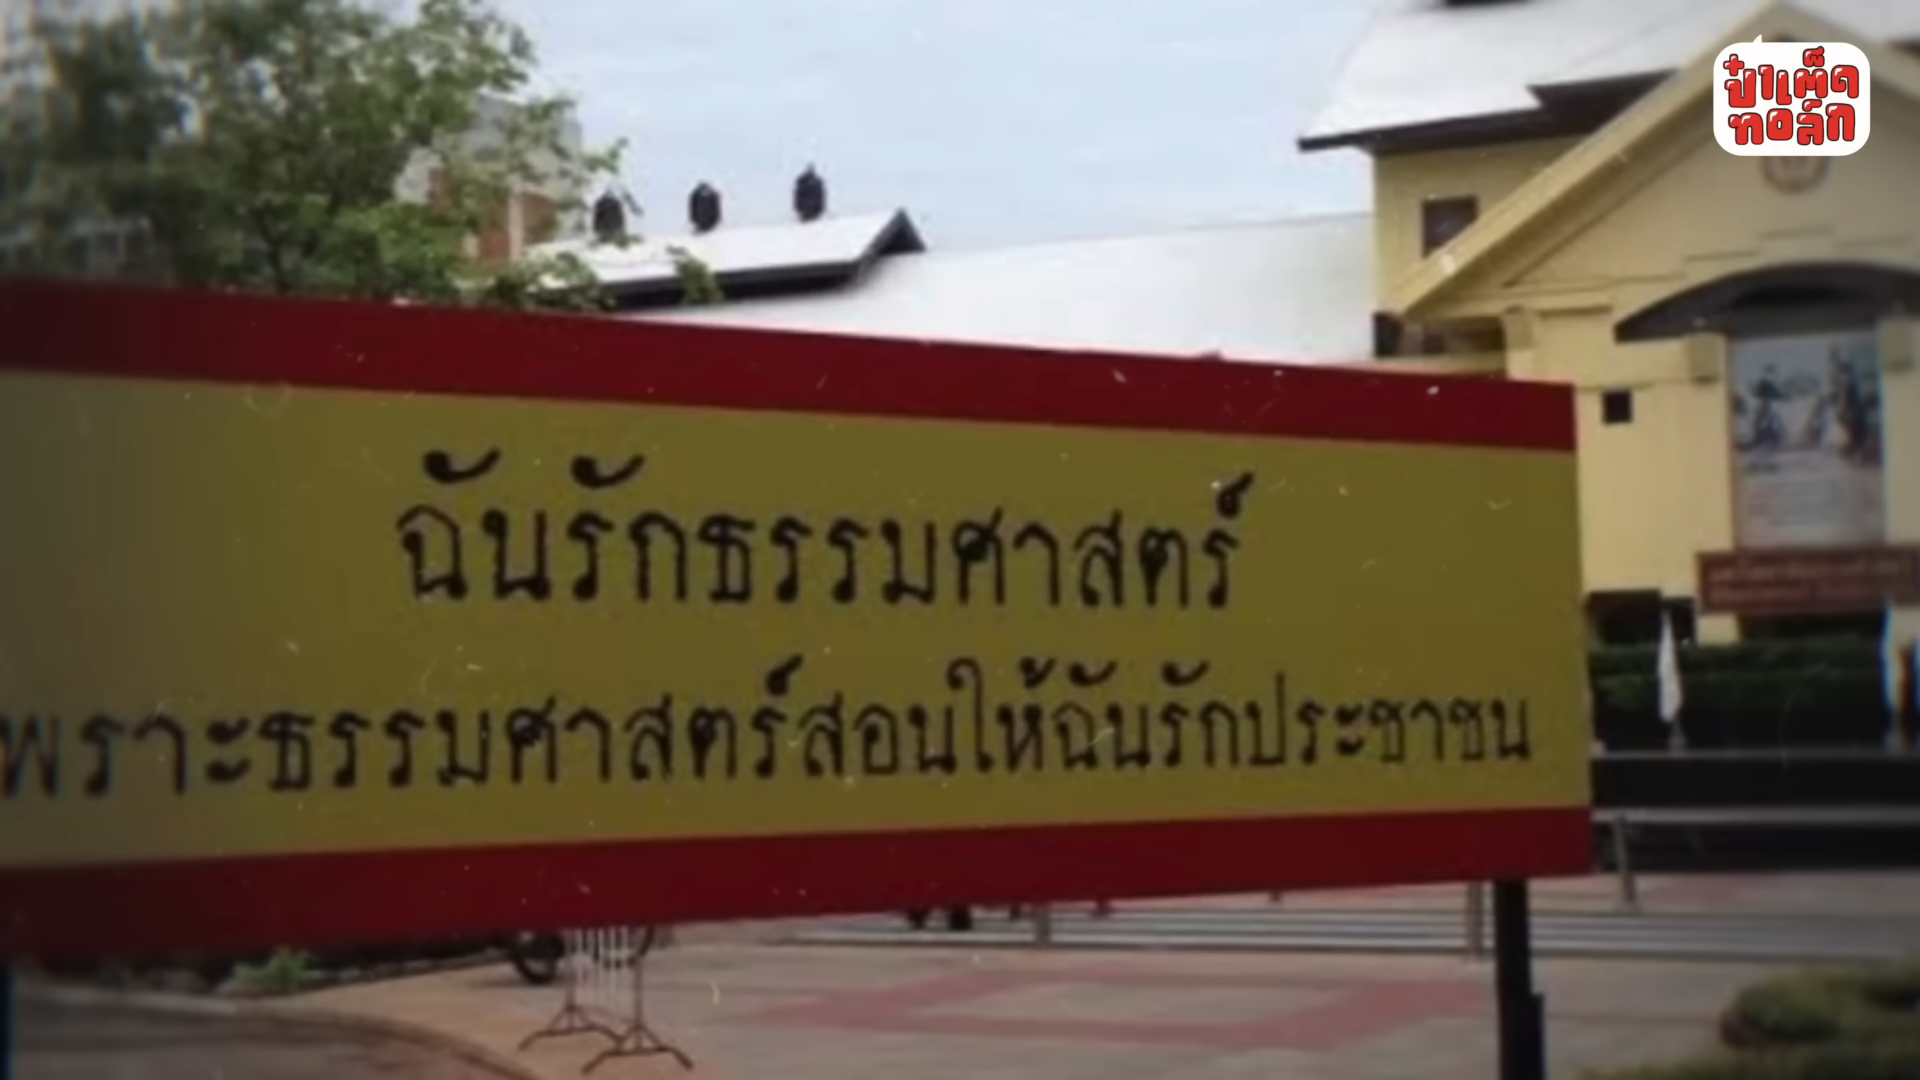 ป๋าเต็ด
ทอล์ก
ฉันรักธรรมศาสตร์
เพราะธรรมศาสตร์สอนให้ฉันรักประชาชน